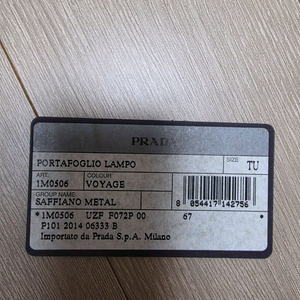 PRADA
PORTAFOGLIO LAMPO
SIZE
TU
ART.
COLOUR
1M0506
VOYAGE
GROUP NAME:
SAFFIANO METAL
8 054417 142756
*1M0506 UZF F072P 00 67 *
P101 2014 06333 B
Importato da Prada S.p.A. Milano